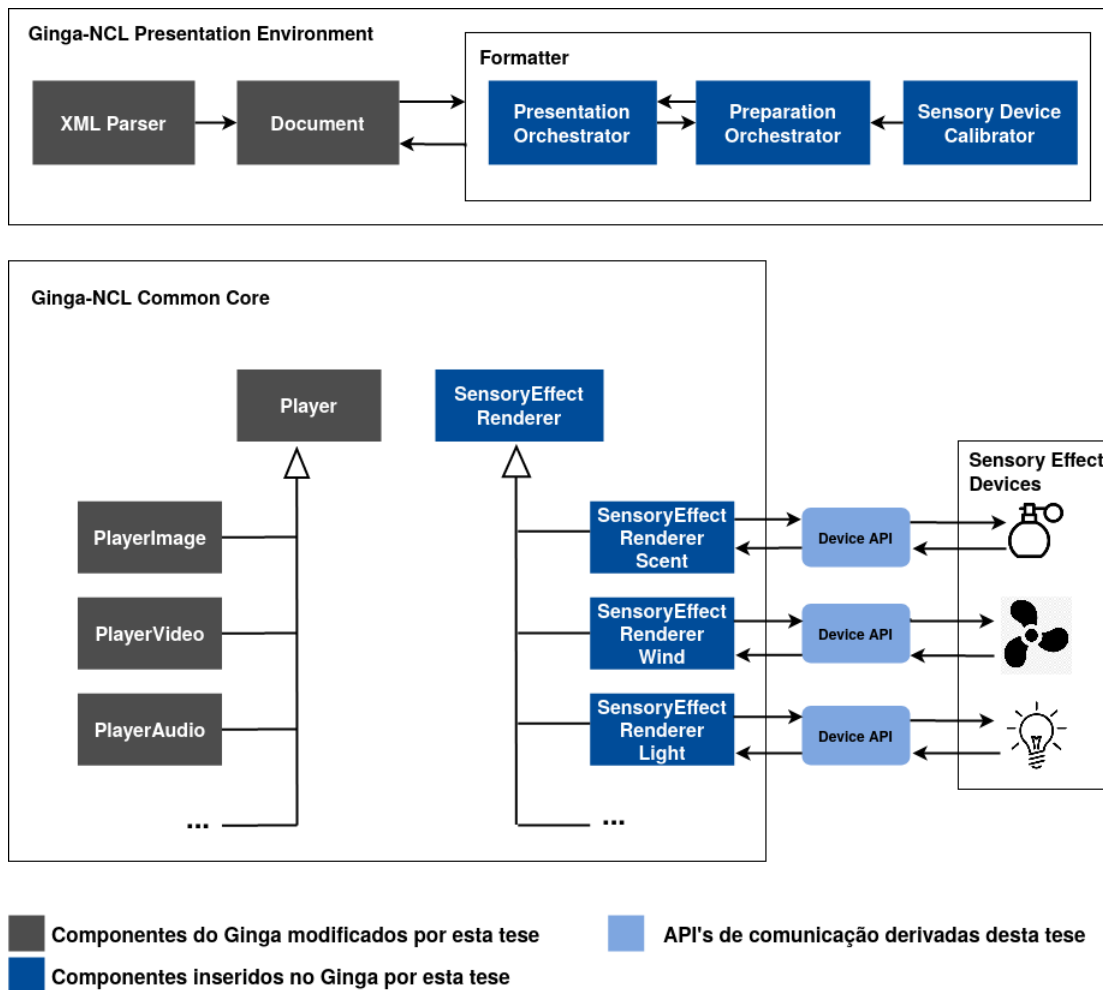 Ginga-NCL Presentation Environment
Formatter
XML Parser
Document
Presentation
Orchestrator
Preparation
Orchestrator
Sensory Device
Calibrator
Ginga-NCL Common Core
Player
SensoryEffect
Renderer
Sensory Effect
Devices
PlayerImage
SensoryEffect
Renderer
Scent
Device API
PlayerVideo
SensoryEffect
Renderer
Wind
Device API
PlayerAudio
SensoryEffect
Renderer
Light
Device API
...
...
Componentes do Ginga modificados por esta tese
API's de comunicação derivadas desta tese
Componentes inseridos no Ginga por esta tese